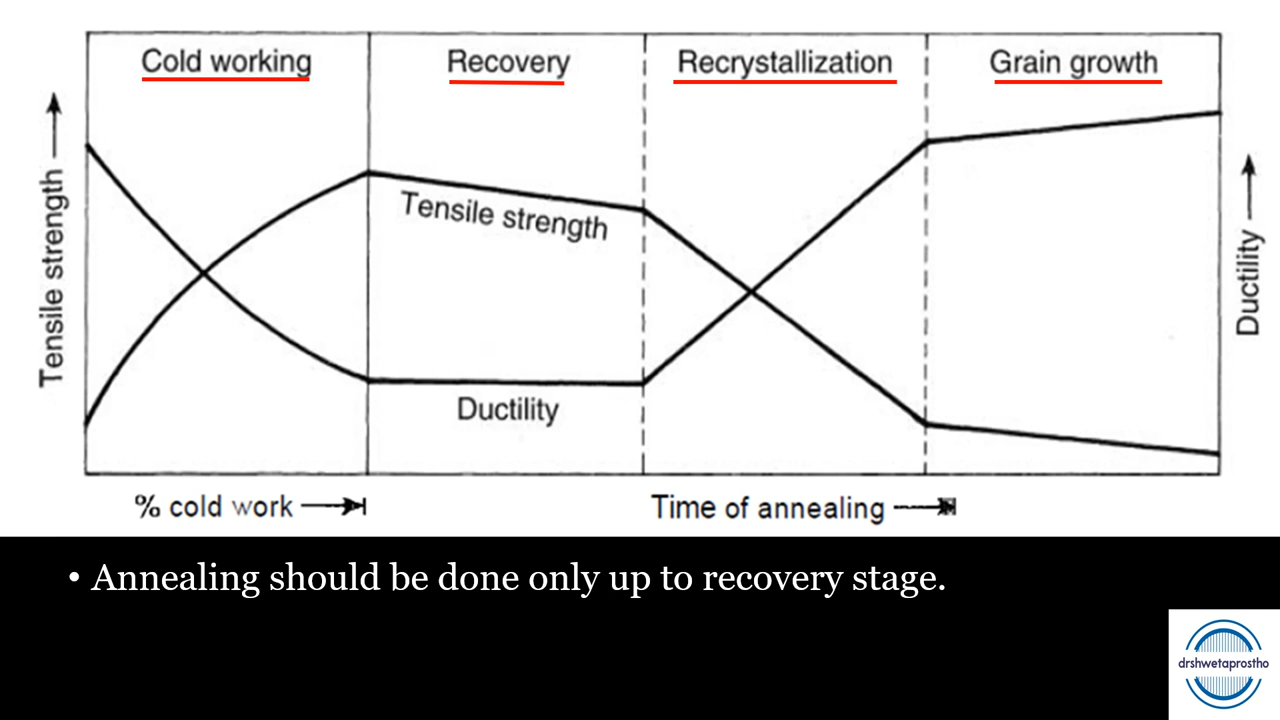 Cold working
Recovery
Recrystallization
Grain growth
Tensile strength
Tensile strength
Ductility
Ductility
% cold work
Time of annealing
• Annealing should be done only up to recovery stage.
drshwetaprostho